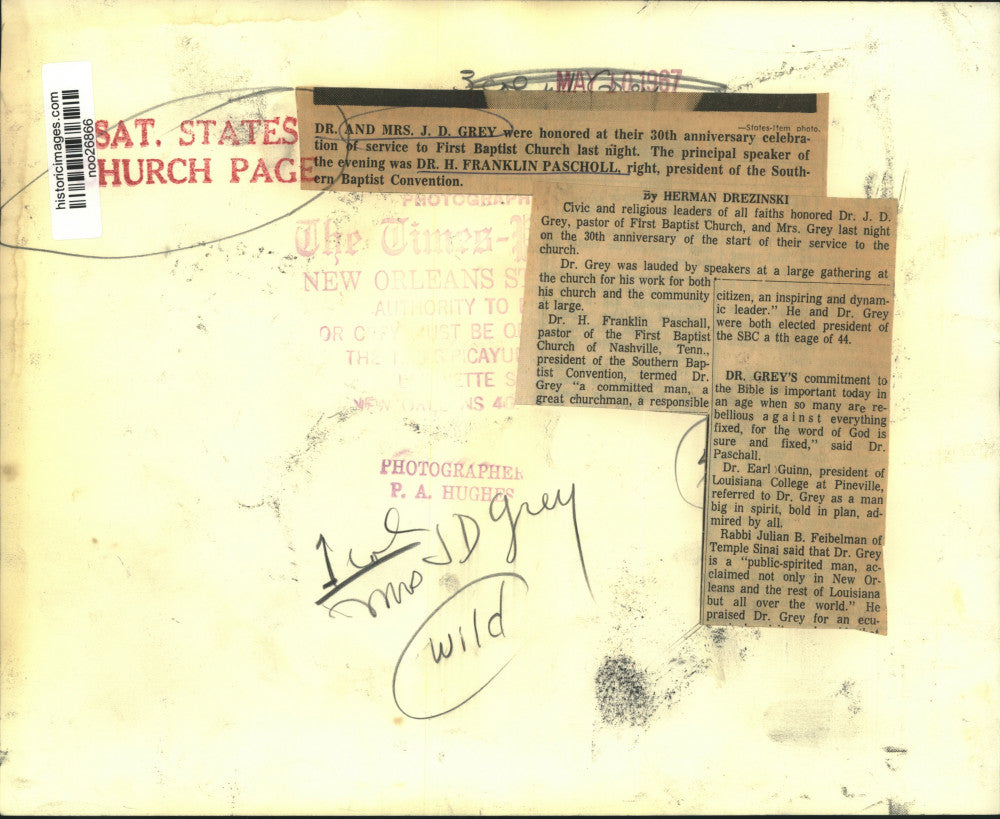 MAY 10 1967
historicimages.com
noo26866
SAT. STATES
CHURCH PAGE
—States-Item photo.
DR. AND MRS. J. D. GREY were honored at their 30th anniversary celebra-
tion of service to First Baptist Church last night. The principal speaker of
the evening was DR. H. FRANKLIN PASCHOLL, right, president of the South-
ern Baptist Convention.
By HERMAN DREZINSKI
Civic and religious leaders of all faiths honored Dr. J. D.
Grey, pastor of First Baptist Church, and Mrs. Grey last night
on the 30th anniversary of the start of their service to the
church.
Dr. Grey was lauded by speakers at a large gathering at
the church for his work for both
his church and the community
at large.
Dr. H. Franklin Paschall,
pastor of the First Baptist
Church of Nashville, Tenn.,
president of the Southern Bap-
tist Convention, termed Dr.
Grey "a committed man, a
great churchman, a responsible
citizen, an inspiring and dynam-
ic leader." He and Dr. Grey
were both elected president of
the SBC a tth eage of 44.
DR. GREY'S commitment to
the Bible is important today in
an age when so many are re-
bellious against everything
fixed, for the word of God is
sure and fixed," said Dr.
Paschall.
Dr. Earl Guinn, president of
Louisiana College at Pineville,
referred to Dr. Grey as a man
big in spirit, bold in plan, ad-
mired by all.
Rabbi Julian B. Feibelman of
Temple Sinai said that Dr. Grey
is a "public-spirited man, ac-
claimed not only in New Or-
leans and the rest of Louisiana
but all over the world." He
praised Dr. Grey for an ecu-
PHOTOGRAPH
The Times-
NEW ORLEANS
AUTHORITY TO
MUST BE
PHOTOGRAPHER
P. A. HUGHES
1 col
Mrs J D Grey
wild